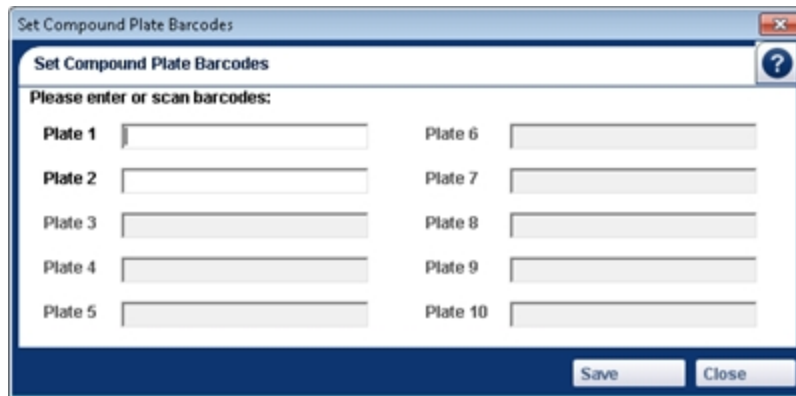 Set Compound Plate Barcodes
Set Compound Plate Barcodes
?
Please enter or scan barcodes:
Plate 1
Plate 6
Plate 2
Plate 7
Plate 3
Plate 8
Plate 4
Plate 9
Plate 5
Plate 10
Save
Close